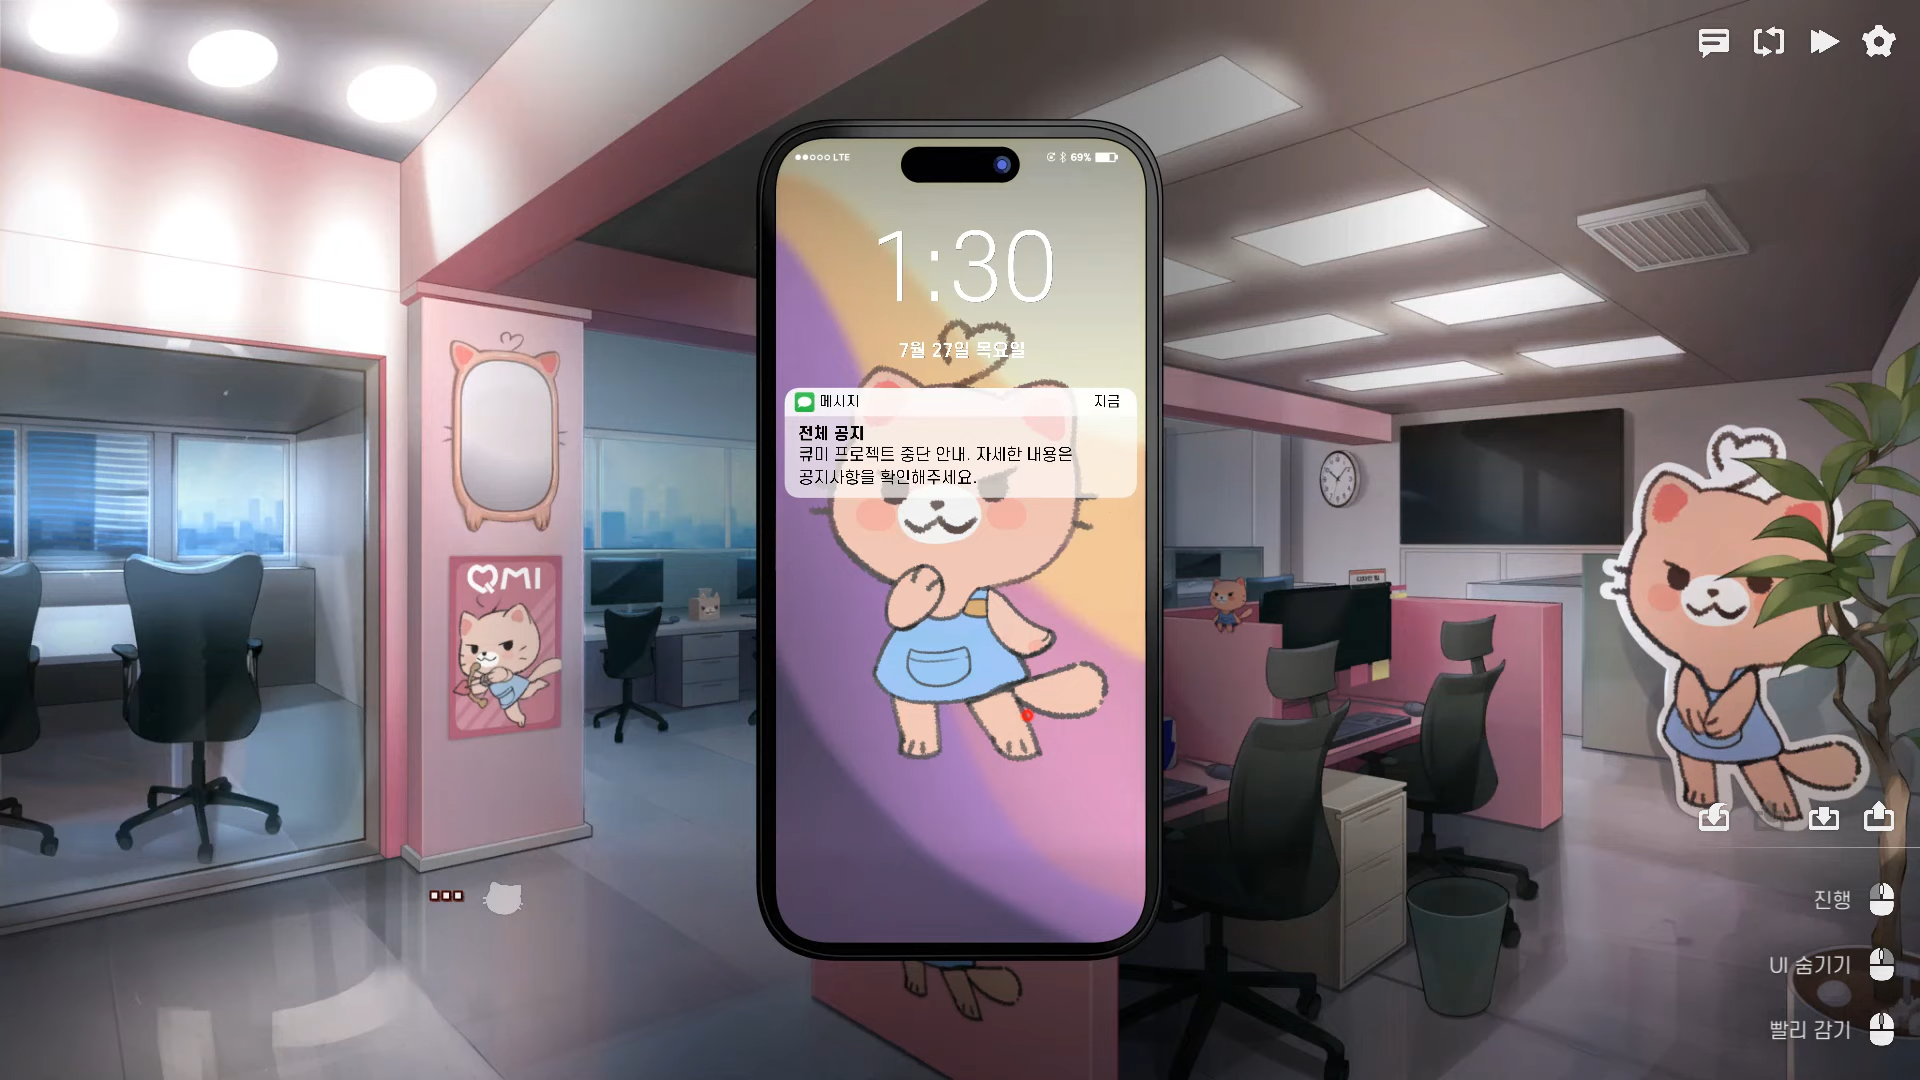 LTE
69%
1:30
7월 27일 목요일
메시지
지금
전체 공지
큐미 프로젝트 중단 안내. 자세한 내용은
공지사항을 확인해주세요.
QMI
진행
UI 숨기기
빨리 감기